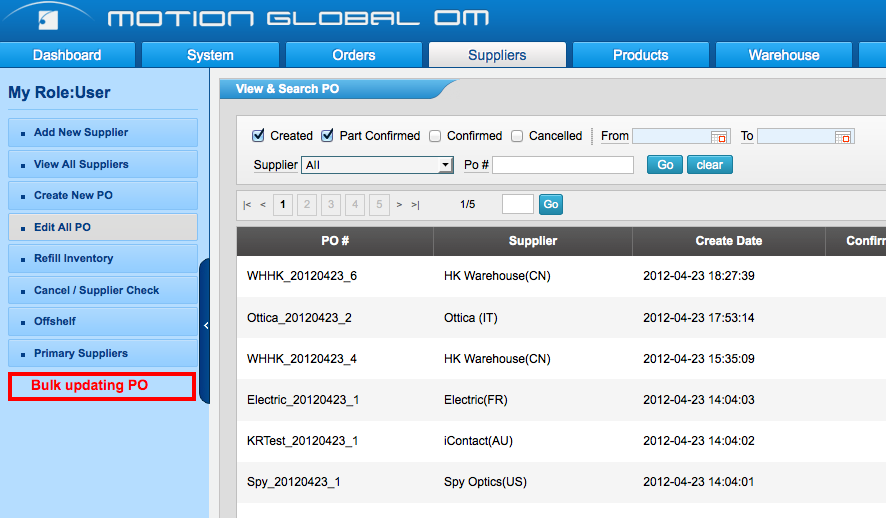 MOTION GLOBAL OM
Dashboard System Orders Suppliers Products Warehouse
My Role:User
Add New Supplier
View All Suppliers
Create New PO
Edit All PO
Refill Inventory
Cancel / Supplier Check
Offshelf
Primary Suppliers
Bulk updating PO
View & Search PO
Created Part Confirmed Confirmed Cancelled From To
Supplier All Po # Go clear
|< < 1 2 3 4 5 > >| 1/5 Go
PO # Supplier Create Date Confirm
WHHK_20120423_6 HK Warehouse(CN) 2012-04-23 18:27:39
Ottica_20120423_2 Ottica (IT) 2012-04-23 17:53:14
WHHK_20120423_4 HK Warehouse(CN) 2012-04-23 15:35:09
Electric_20120423_1 Electric(FR) 2012-04-23 14:04:03
KRTest_20120423_1 iContact(AU) 2012-04-23 14:04:02
Spy_20120423_1 Spy Optics(US) 2012-04-23 14:04:01